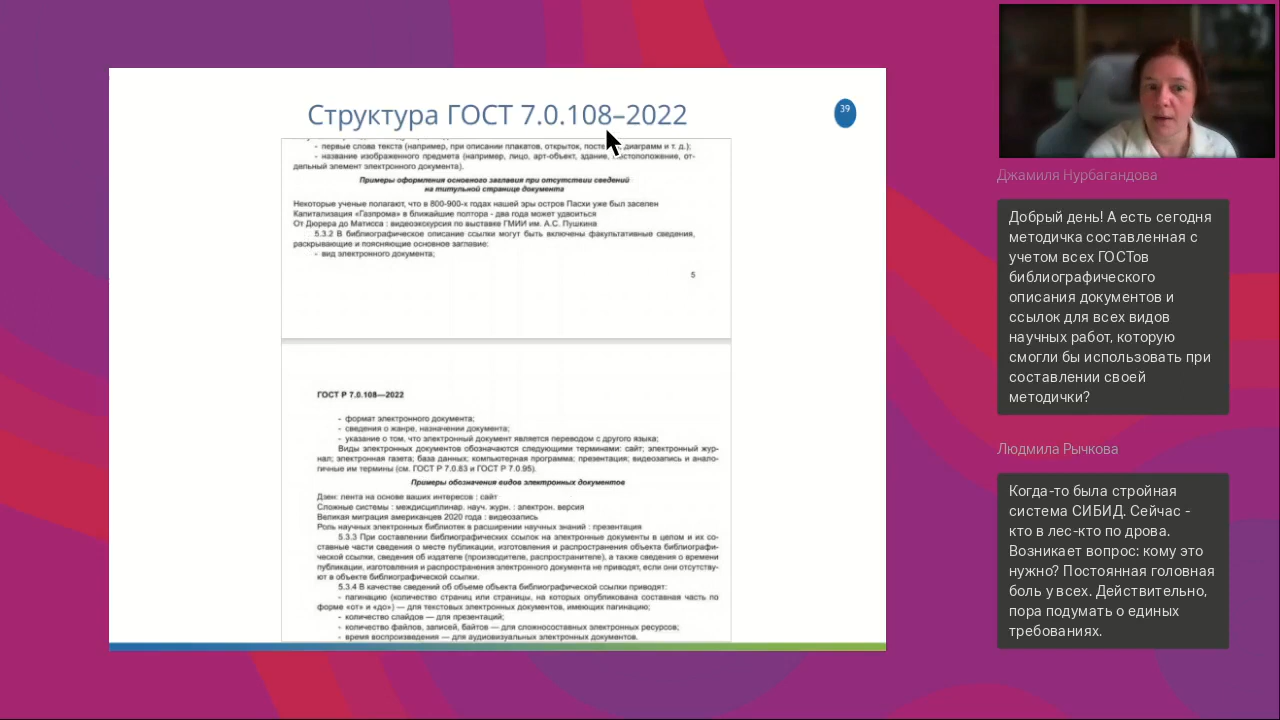 Структура ГОСТ 7.0.108–2022
39
- первые слова текста (например, при описании плакатов, открыток, диаграмм и т. д.);
- название изображенного предмета (например, лицо, арт-объект, здание, от-
дельный элемент электронного документа).
Примеры оформления основного заглавия при отсутствии сведений
на титульной странице документа
Некоторые ученые полагают, что в 800-900-х годах нашей эры остров Пасхи уже был заселен
Капитализация «Газпрома» в ближайшие полтора - два года может удвоиться
От Дюрера до Матисса : видеоэкскурсия по выставке ГМИИ им. А.С. Пушкина
5.3.2 В библиографическое описание ссылки могут быть включены факультативные сведения,
раскрывающие и поясняющие основное заглавие:
- вид электронного документа;
5
ГОСТ Р 7.0.108—2022
- формат электронного документа;
- сведения о жанре, назначении документа;
- указание о том, что электронный документ является переводом с другого языка;
Виды электронных документов обозначаются следующими терминами: сайт; электронный жур-
нал; электронная газета; база данных; компьютерная программа; презентация; видеозапись и анало-
гичные им термины (см. ГОСТ Р 7.0.83 и ГОСТ Р 7.0.95).
Примеры обозначения видов электронных документов
Дзен: лента на основе ваших интересов : сайт
Сложные системы : междисциплинар. науч. журн. : электрон. версия
Великая миграция американцев 2020 года : видеозапись
Роль научных электронных библиотек в расширении научных знаний : презентация
5.3.3 При составлении библиографических ссылок на электронные документы в целом и их со-
ставные части сведения о месте публикации, изготовления и распространения объекта библиографи-
ческой ссылки, сведения об издателе (производителе, распространителе), а также сведения о времени
публикации, изготовления и распространения электронного документа не приводят, если они отсутству-
ют в объекте библиографической ссылки.
5.3.4 В качестве сведений об объеме объекта библиографической ссылки приводят:
- пагинацию (количество страниц или страницы, на которых опубликована составная часть по
форме «от» и «до») — для текстовых электронных документов, имеющих пагинацию;
- количество слайдов — для презентаций;
- количество файлов, записей, байтов — для сложносоставных электронных ресурсов;
- время воспроизведения — для аудиовизуальных электронных документов.
Джамиля Нурбагандова
Добрый день! А есть сегодня
методичка составленная с
учетом всех ГОСТов
библиографического
описания документов и
ссылок для всех видов
научных работ, которую
смогли бы использовать при
составлении своей
методички?
Людмила Рычкова
Когда-то была стройная
система СИБИД. Сейчас -
кто в лес-кто по дрова.
Возникает вопрос: кому это
нужно? Постоянная головная
боль у всех. Действительно,
пора подумать о единых
требованиях.